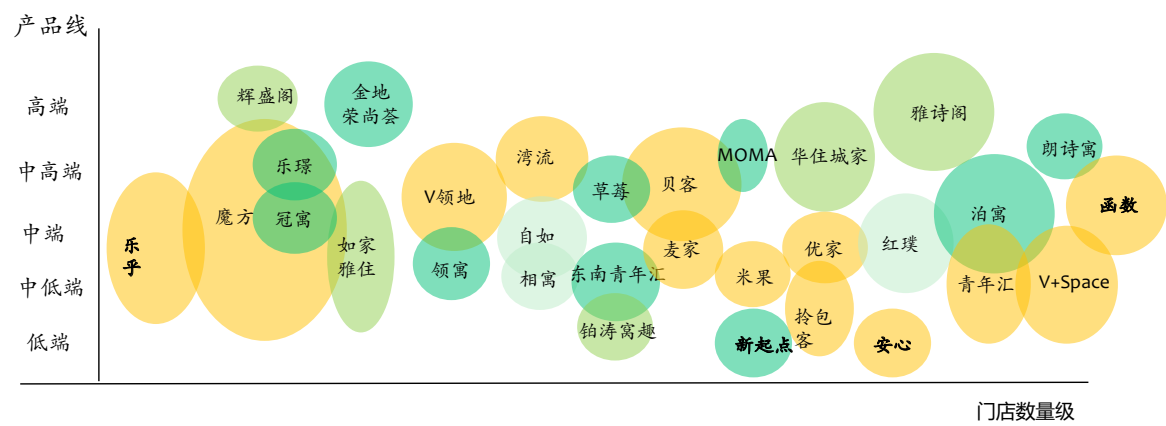 产品线
高端
中高端
中端
中低端
低端
辉盛阁
金地
荣尚荟
雅诗阁
乐璟
湾流
MOMA
华住城家
朗诗寓
V领地
草莓
贝客
魔方
冠寓
泊寓
函数
乐
乎
如家
雅住
自如
麦家
优家
红璞
领寓
相寓
东南青年汇
米果
青年汇
V+Space
铂涛窝趣
新起点
拎包
客
安心
门店数量级